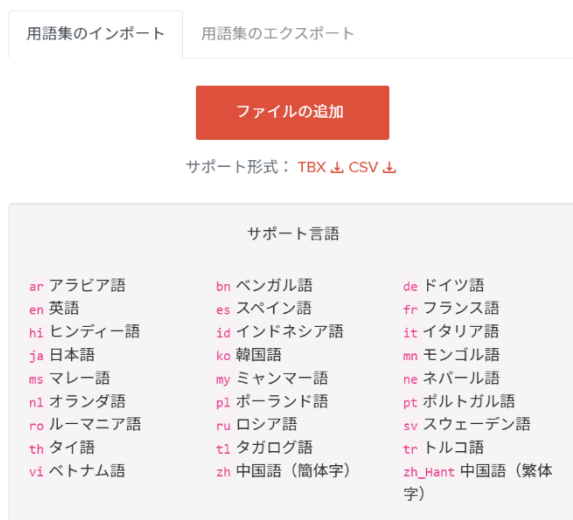 用語集のインポート 用語集のエクスポート
ファイルの追加
サポート形式： TBX CSV
サポート言語
ar アラビア語 bn ベンガル語 de ドイツ語
en 英語 es スペイン語 fr フランス語
hi ヒンディー語 id インドネシア語 it イタリア語
ja 日本語 ko 韓国語 mn モンゴル語
ms マレー語 my ミャンマー語 ne ネパール語
nl オランダ語 pl ポーランド語 pt ポルトガル語
ro ルーマニア語 ru ロシア語 sv スウェーデン語
th タイ語 tl タガログ語 tr トルコ語
vi ベトナム語 zh 中国語（簡体字） zh_Hant 中国語（繁体
字）